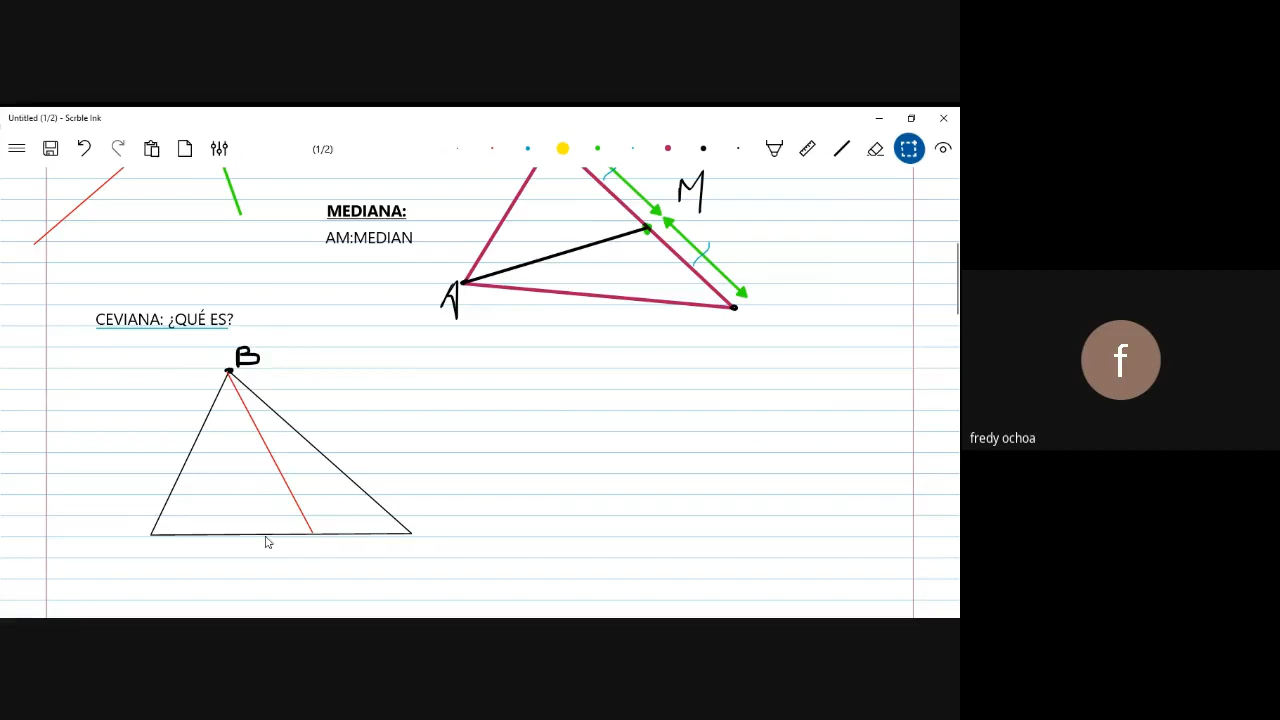 Untitled (1/2) - Scrble Ink
(1/2)
M
MEDIANA:
AM:MEDIAN
A
CEVIANA: ¿QUÉ ES?
B
f
fredy ochoa